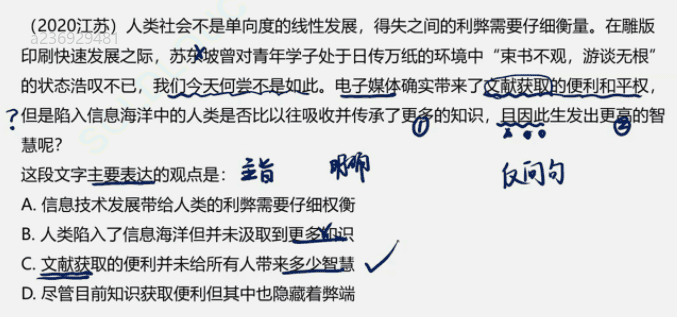 （2020江苏）人类社会不是单向度的线性发展，得失之间的利弊需要仔细衡量。在雕版
a236929481
印刷快速发展之际，苏东坡曾对青年学子处于日传万纸的环境中“束书不观，游谈无根”
的状态浩叹不已，我们今天何尝不是如此。电子媒体确实带来了文献获取的便利和平权，
？但是陷入信息海洋中的人类是否比以往吸收并传承了更多的知识，且因此生发出更高的智
① ②
慧呢？
这段文字主要表达的观点是： 主旨 明确 反问句
A. 信息技术发展带给人类的利弊需要仔细权衡
B. 人类陷入了信息海洋但并未汲取到更多知识
C. 文献获取的便利并未给所有人带来多少智慧
D. 尽管目前知识获取便利但其中也隐藏着弊端